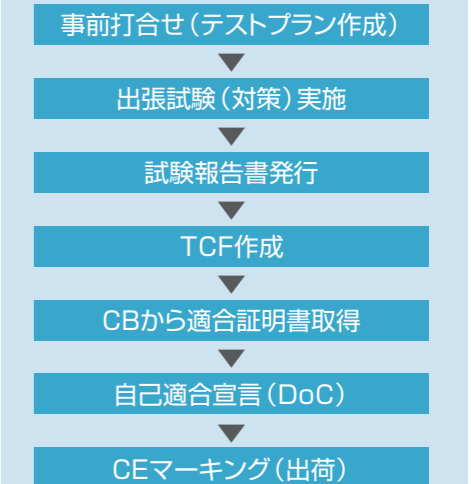 事前打合せ（テストプラン作成）
出張試験（対策）実施
試験報告書発行
TCF作成
CBから適合証明書取得
自己適合宣言（DoC）
CEマーキング（出荷）